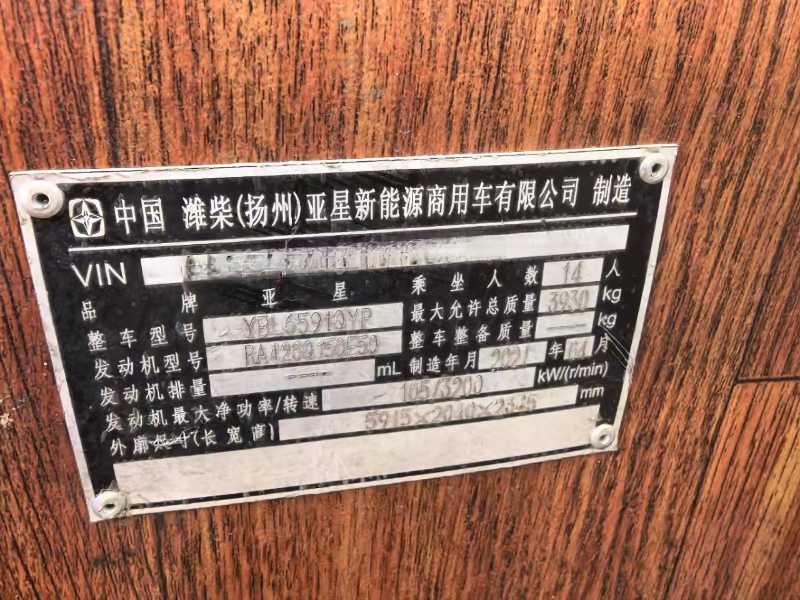 中国 潍柴(扬州)亚星新能源商用车有限公司 制造
VIN
品牌 亚星 乘坐人数 14 人
整车型号 YBL6591QYP 最大允许总质量 3930 kg
发动机型号 整车整备质量 kg
发动机排量 mL 制造年月 2021 年 04 月
发动机最大净功率/转速 105/3200 kW/(r/min)
外廓尺寸(长宽高) 5915×2040×2345 mm